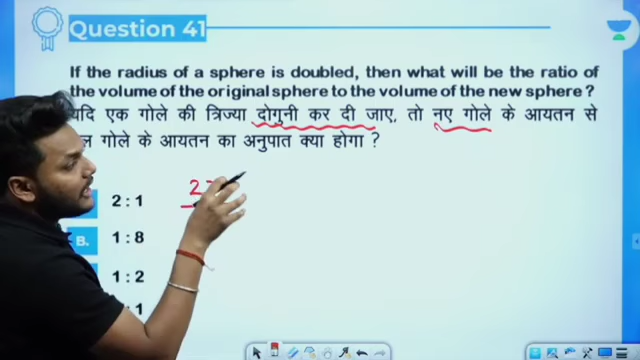 Question 41
If the radius of a sphere is doubled, then what will be the ratio of
the volume of the original sphere to the volume of the new sphere ?
यदि एक गोले की त्रिज्या दोगुनी कर दी जाए, तो नए गोले के आयतन से
गोले के आयतन का अनुपात क्या होगा ?
2 : 1
B. 1 : 8
1 : 2
: 1
2